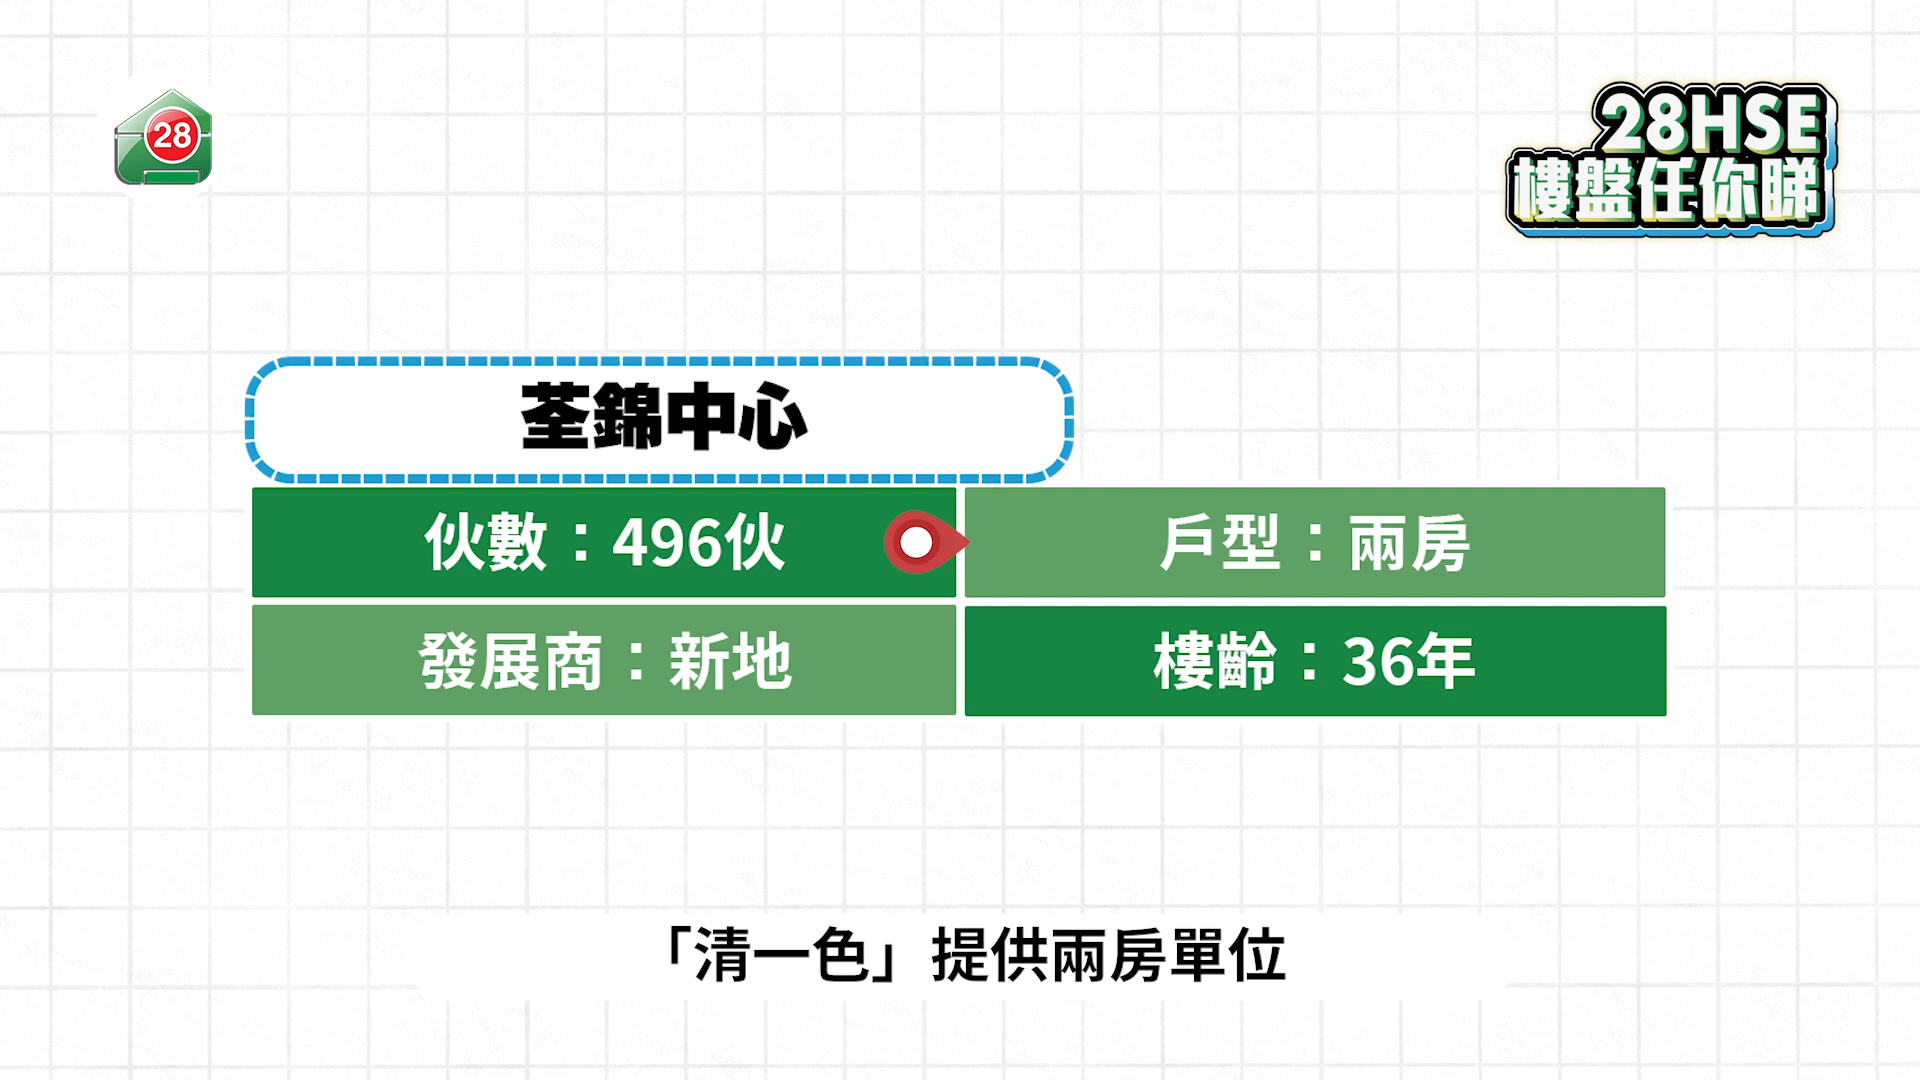 28
28HSE
樓盤任你睇
荃錦中心
伙數：496伙
戶型：兩房
發展商：新地
樓齡：36年
「清一色」提供兩房單位